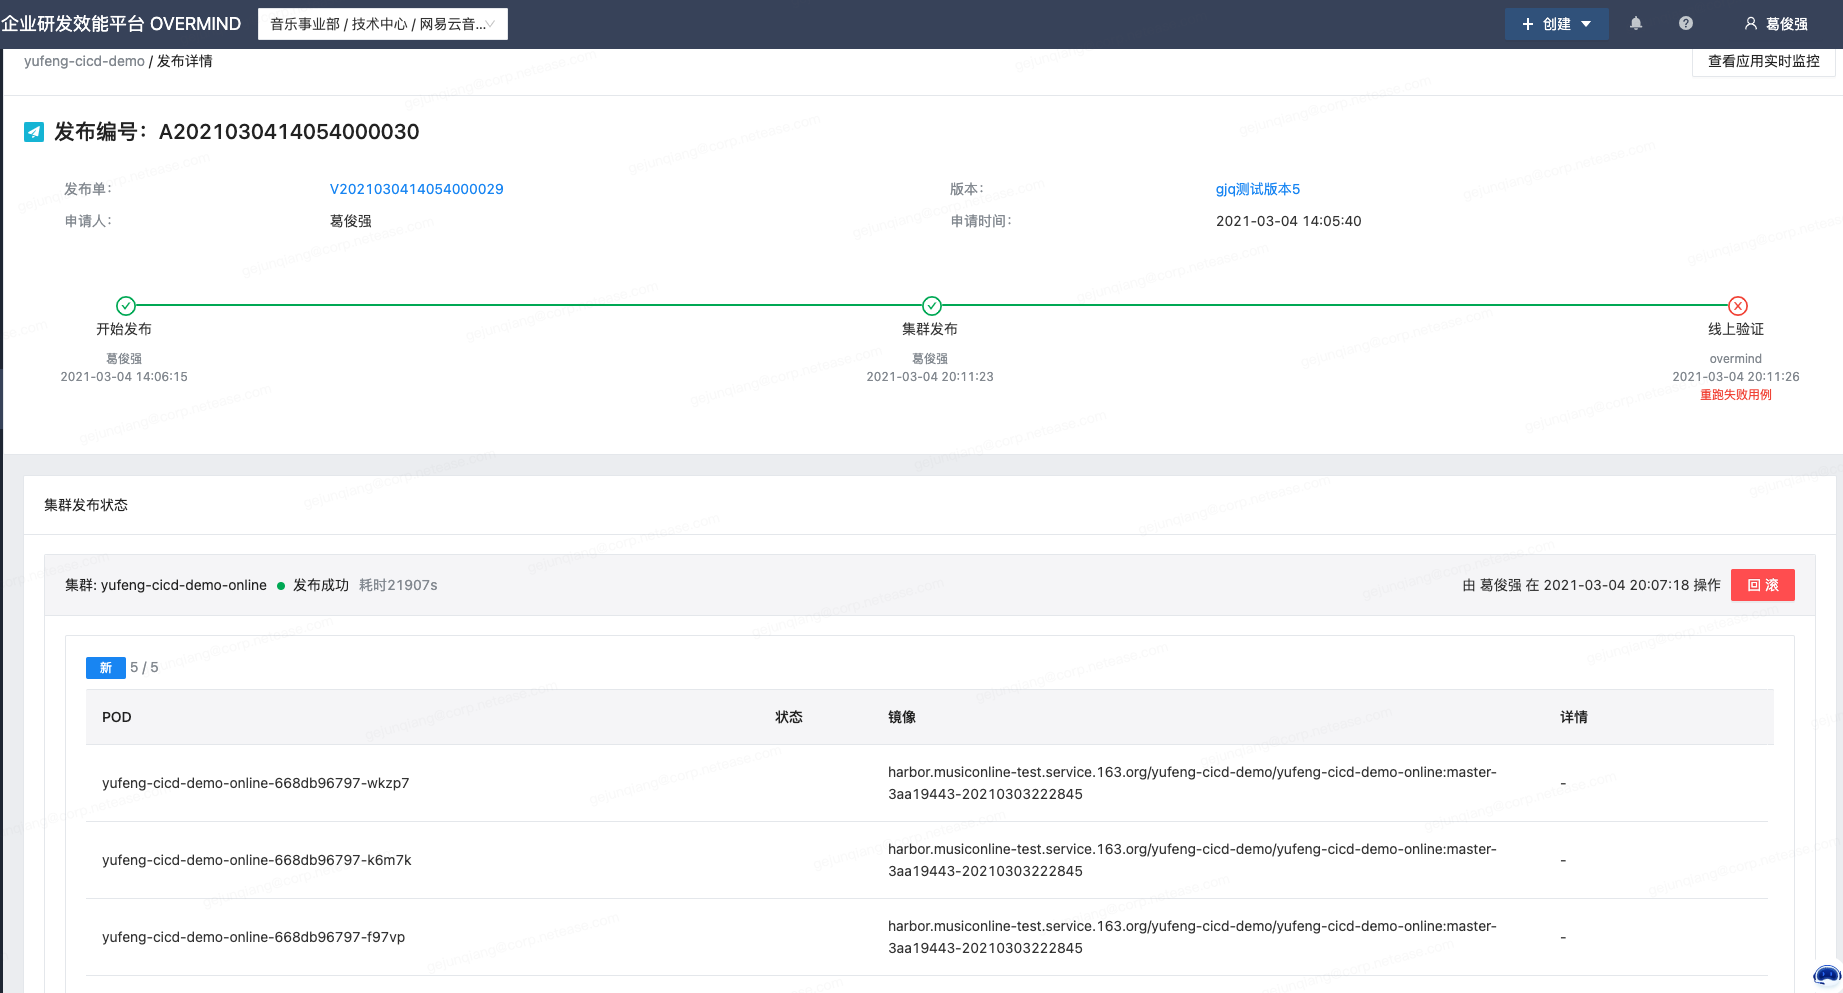 企业研发效能平台 OVERMIND
音乐事业部 / 技术中心 / 网易云音...
创建
葛俊强
yufeng-cicd-demo / 发布详情
查看应用实时监控
发布编号：A2021030414054000030
发布单：
V2021030414054000029
版本：
gjq测试版本5
申请人：
葛俊强
申请时间：
2021-03-04 14:05:40
开始发布
葛俊强
2021-03-04 14:06:15
集群发布
葛俊强
2021-03-04 20:11:23
线上验证
overmind
2021-03-04 20:11:26
重跑失败用例
集群发布状态
集群: yufeng-cicd-demo-online 发布成功 耗时21907s
由 葛俊强 在 2021-03-04 20:07:18 操作
回 滚
新 5 / 5
POD 状态 镜像 详情
yufeng-cicd-demo-online-668db96797-wkzp7
harbor.musiconline-test.service.163.org/yufeng-cicd-demo/yufeng-cicd-demo-online:master-
3aa19443-20210303222845
-
yufeng-cicd-demo-online-668db96797-k6m7k
harbor.musiconline-test.service.163.org/yufeng-cicd-demo/yufeng-cicd-demo-online:master-
3aa19443-20210303222845
-
yufeng-cicd-demo-online-668db96797-f97vp
harbor.musiconline-test.service.163.org/yufeng-cicd-demo/yufeng-cicd-demo-online:master-
3aa19443-20210303222845
-
gejunqiang@corp.netease.com